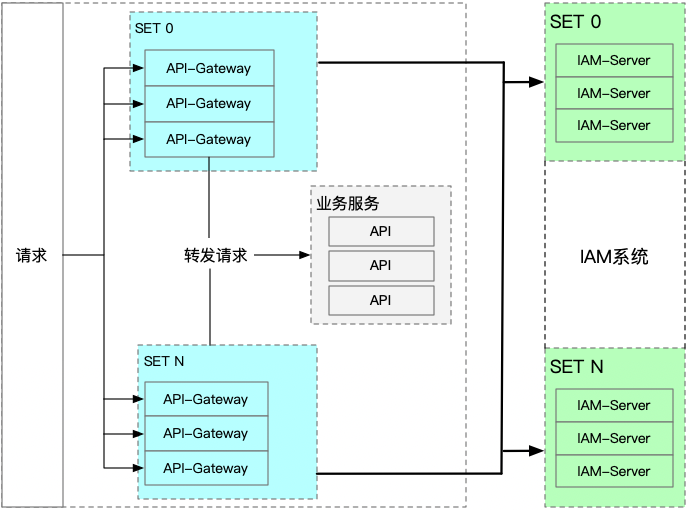 请求
SET 0
API-Gateway
API-Gateway
API-Gateway
转发请求
SET N
API-Gateway
API-Gateway
API-Gateway
业务服务
API
API
API
SET 0
IAM-Server
IAM-Server
IAM-Server
IAM系统
SET N
IAM-Server
IAM-Server
IAM-Server